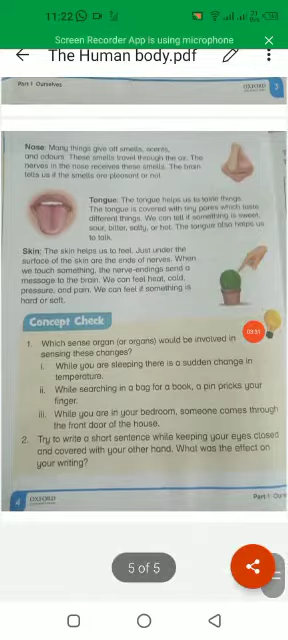 11:22
Screen Recorder App is using microphone
The Human body.pdf
Part 1 Ourselves
OXFORD
3
Nose: Many things give off smells, scents,
and odours. These smells travel through the air. The
nerves in the nose receive these smells. The brain
tells us if the smells are pleasant or not.
Tongue: The tongue helps us to taste things.
The tongue is covered with tiny pores which taste
different things. We can tell if something is sweet,
sour, bitter, salty, or hot. The tongue also helps us
to talk.
Skin: The skin helps us to feel. Just under the
surface of the skin are the ends of nerves. When
we touch something, the nerve-endings send a
message to the brain. We can feel heat, cold,
pressure, and pain. We can feel if something is
hard or soft.
Concept Check
1. Which sense organ (or organs) would be involved in
sensing these changes?
i. While you are sleeping there is a sudden change in
temperature.
ii. While searching in a bag for a book, a pin pricks your
finger.
iii. While you are in your bedroom, someone comes through
the front door of the house.
2. Try to write a short sentence while keeping your eyes closed
and covered with your other hand. What was the effect on
your writing?
4
OXFORD
Part 1
5 of 5